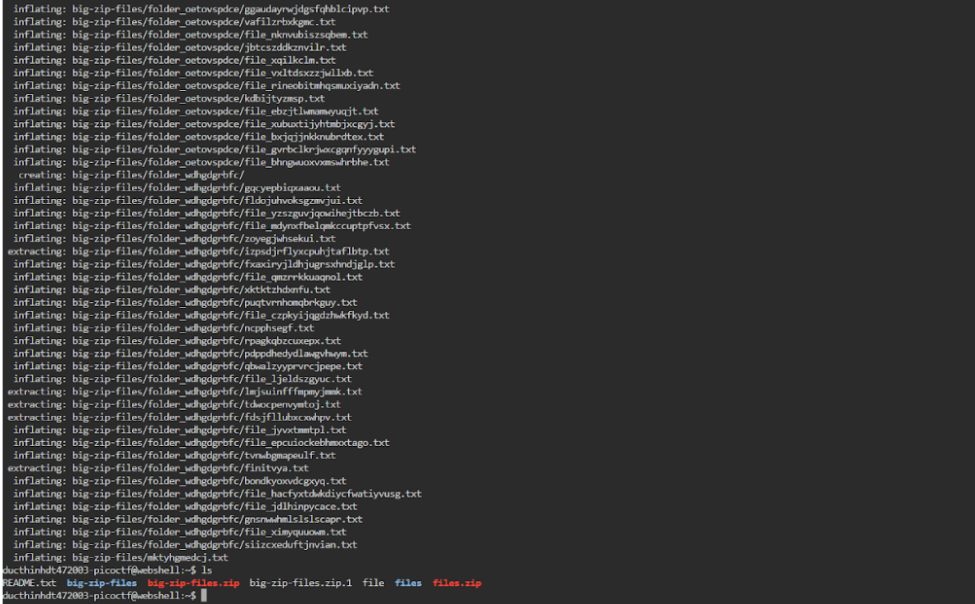 inflating: big-zip-files/folder_oetovspdce/ggaudayrwjdgsfqhblcipvp.txt
inflating: big-zip-files/folder_oetovspdce/vafilzrbxkgmc.txt
inflating: big-zip-files/folder_oetovspdce/file_nknvubiszsqbem.txt
inflating: big-zip-files/folder_oetovspdce/jbtcszddkznvilr.txt
inflating: big-zip-files/folder_oetovspdce/file_xqilkclm.txt
inflating: big-zip-files/folder_oetovspdce/file_vxltdsxzzjwllxb.txt
inflating: big-zip-files/folder_oetovspdce/file_rineobitmhqsmuxiyadn.txt
inflating: big-zip-files/folder_oetovspdce/kdbijtyzmsp.txt
inflating: big-zip-files/folder_oetovspdce/file_ebzjtlwmamwyuqjt.txt
inflating: big-zip-files/folder_oetovspdce/file_xubuxtijyhtmbjxcgyj.txt
inflating: big-zip-files/folder_oetovspdce/file_bxjqjjnkknubrdtex.txt
inflating: big-zip-files/folder_oetovspdce/file_gvrbclkrjwxcgqnfyyygupi.txt
inflating: big-zip-files/folder_oetovspdce/file_bhngwuoxvxmswhrbhe.txt
creating: big-zip-files/folder_wdhgdgrbfc/
inflating: big-zip-files/folder_wdhgdgrbfc/gqcyepbiqxaaou.txt
inflating: big-zip-files/folder_wdhgdgrbfc/fldojuhvoksgzmvjui.txt
inflating: big-zip-files/folder_wdhgdgrbfc/file_yzszguvjqowihejtbczb.txt
inflating: big-zip-files/folder_wdhgdgrbfc/file_mdynxfbelqmkccuptpfvsx.txt
inflating: big-zip-files/folder_wdhgdgrbfc/zoyegjwhsekui.txt
extracting: big-zip-files/folder_wdhgdgrbfc/izpsdjrflyxcpuhjtaflbtp.txt
inflating: big-zip-files/folder_wdhgdgrbfc/fxaxiryjldhjugrsxhndjglp.txt
inflating: big-zip-files/folder_wdhgdgrbfc/file_qmzrrkkuaqnol.txt
inflating: big-zip-files/folder_wdhgdgrbfc/xktktzhdxmfu.txt
inflating: big-zip-files/folder_wdhgdgrbfc/puqtvrnhomqbrkguy.txt
inflating: big-zip-files/folder_wdhgdgrbfc/file_czpkyijqgdzhwkfkyd.txt
inflating: big-zip-files/folder_wdhgdgrbfc/ncpphsegf.txt
inflating: big-zip-files/folder_wdhgdgrbfc/rpagkqbzcuxepx.txt
inflating: big-zip-files/folder_wdhgdgrbfc/pdppdhedydlawgvhwym.txt
inflating: big-zip-files/folder_wdhgdgrbfc/qbwalzyyprvrcjpepe.txt
inflating: big-zip-files/folder_wdhgdgrbfc/file_ljeldszgyuc.txt
extracting: big-zip-files/folder_wdhgdgrbfc/lmjsuinfffmpmyjmmk.txt
extracting: big-zip-files/folder_wdhgdgrbfc/tdwocpenvymtoj.txt
extracting: big-zip-files/folder_wdhgdgrbfc/fdsjfllubxcxwhpv.txt
inflating: big-zip-files/folder_wdhgdgrbfc/file_jyvxtmmtpl.txt
inflating: big-zip-files/folder_wdhgdgrbfc/file_epcuiockebhmxxtago.txt
inflating: big-zip-files/folder_wdhgdgrbfc/tvnwbgmapeulf.txt
extracting: big-zip-files/folder_wdhgdgrbfc/finitvya.txt
inflating: big-zip-files/folder_wdhgdgrbfc/bondkyoxvdcgxyq.txt
inflating: big-zip-files/folder_wdhgdgrbfc/file_hacfyxtdwkdiycfwatiyvusg.txt
inflating: big-zip-files/folder_wdhgdgrbfc/file_jdlhinpycace.txt
inflating: big-zip-files/folder_wdhgdgrbfc/gnsnwwhmlslslscapr.txt
inflating: big-zip-files/folder_wdhgdgrbfc/file_ximyquuowm.txt
inflating: big-zip-files/folder_wdhgdgrbfc/siizcxeduftjnvian.txt
inflating: big-zip-files/mktyhgmedcj.txt
ducthinhdt472003-picoctf@webshell:~$ ls
README.txt big-zip-files big-zip-files.zip big-zip-files.zip.1 file files files.zip
ducthinhdt472003-picoctf@webshell:~$